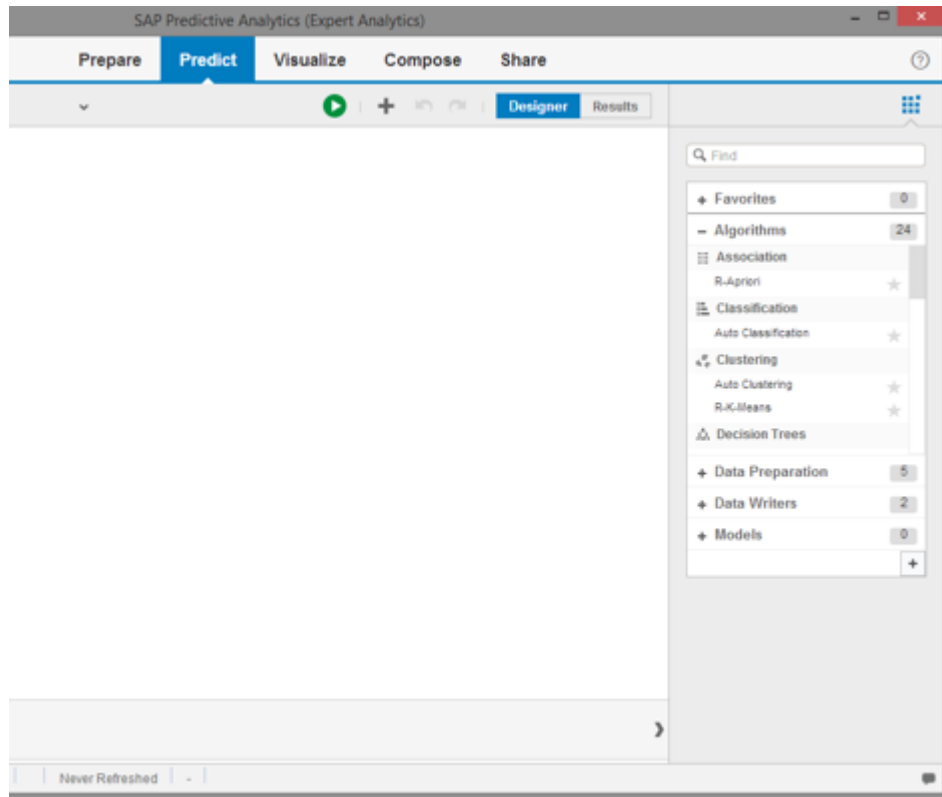 SAP Predictive Analytics (Expert Analytics)
Prepare Predict Visualize Compose Share
Designer Results
Find
Favorites 0
Algorithms 24
Association
R-Apriori
Classification
Auto Classification
Clustering
Auto Clustering
R-K-Means
Decision Trees
Data Preparation 5
Data Writers 2
Models 0
Never Refreshed -